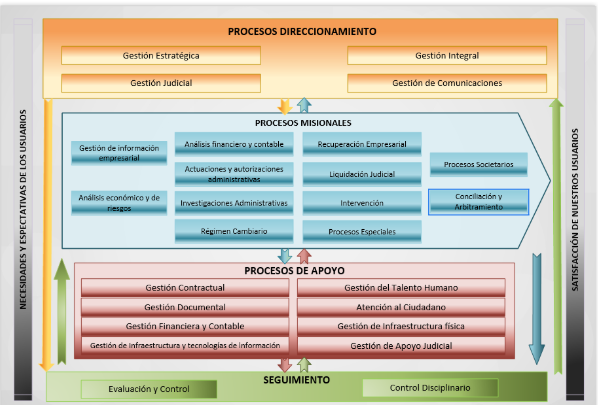 PROCESOS DIRECCIONAMIENTO
Gestión Estratégica
Gestión Integral
Gestión Judicial
Gestión de Comunicaciones
NECESIDADES Y ESPECTATIVAS DE LOS USUARIOS
SATISFACCIÓN DE NUESTROS USUARIOS
PROCESOS MISIONALES
Gestión de información
empresarial
Análisis económico y de
riesgos
Análisis financiero y contable
Actuaciones y autorizaciones
administrativas
Investigaciones Administrativas
Régimen Cambiario
Recuperación Empresarial
Liquidación Judicial
Intervención
Procesos Especiales
Procesos Societarios
Conciliación y
Arbitramiento
PROCESOS DE APOYO
Gestión Contractual
Gestión del Talento Humano
Gestión Documental
Atención al Ciudadano
Gestión Financiera y Contable
Gestión de Infraestructura física
Gestión de Infraestructura y tecnologías de Información
Gestión de Apoyo Judicial
SEGUIMIENTO
Evaluación y Control
Control Disciplinario